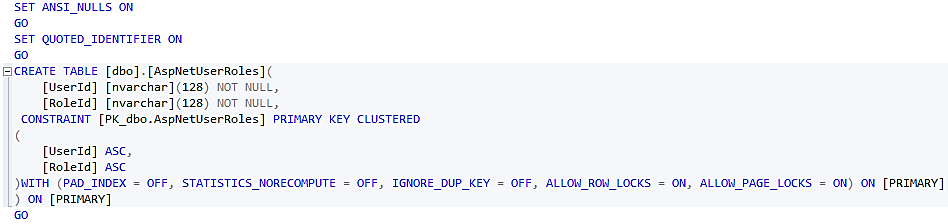 SET ANSI_NULLS ON
GO
SET QUOTED_IDENTIFIER ON
GO
CREATE TABLE [dbo].[AspNetUserRoles](
    [UserId] [nvarchar](128) NOT NULL,
    [RoleId] [nvarchar](128) NOT NULL,
 CONSTRAINT [PK_dbo.AspNetUserRoles] PRIMARY KEY CLUSTERED
(
    [UserId] ASC,
    [RoleId] ASC
)WITH (PAD_INDEX = OFF, STATISTICS_NORECOMPUTE = OFF, IGNORE_DUP_KEY = OFF, ALLOW_ROW_LOCKS = ON, ALLOW_PAGE_LOCKS = ON) ON [PRIMARY]
) ON [PRIMARY]
GO